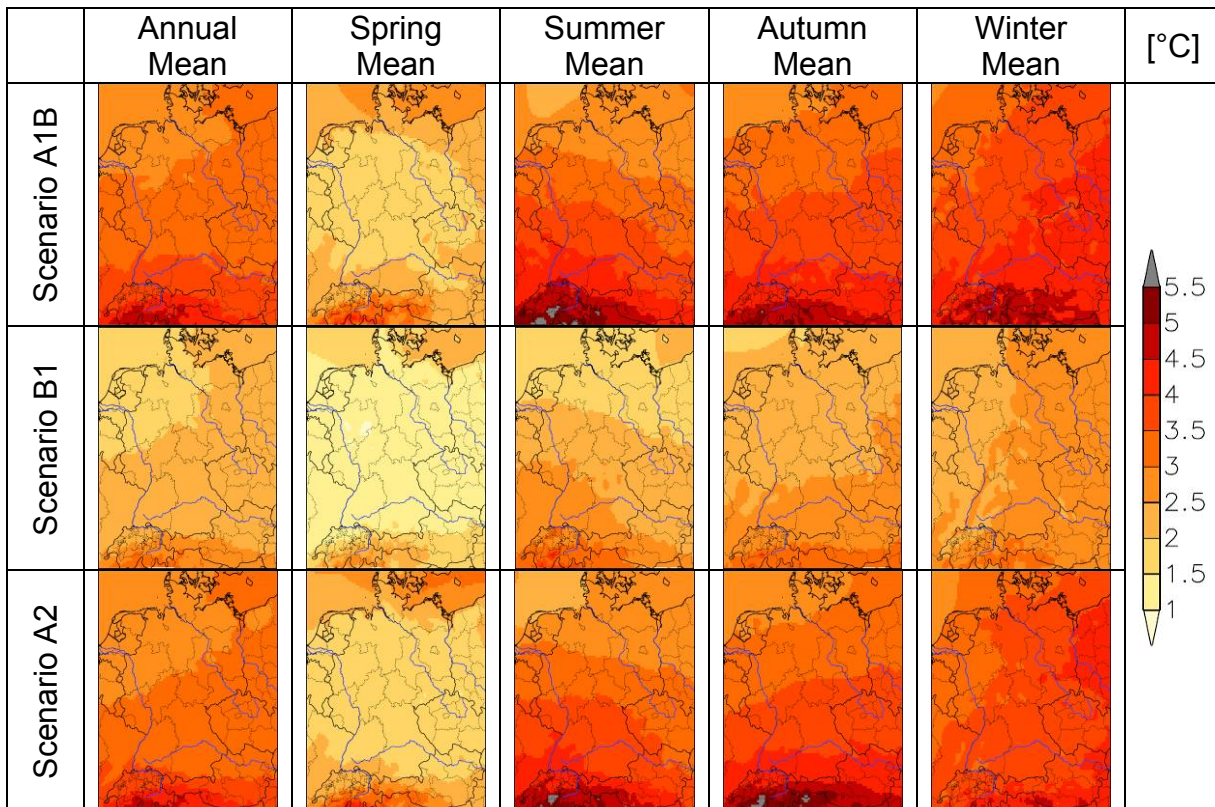 Annual Mean
Spring Mean
Summer Mean
Autumn Mean
Winter Mean
[°C]
Scenario A1B
Scenario B1
Scenario A2
5.5
5
4.5
4
3.5
3
2.5
2
1.5
1